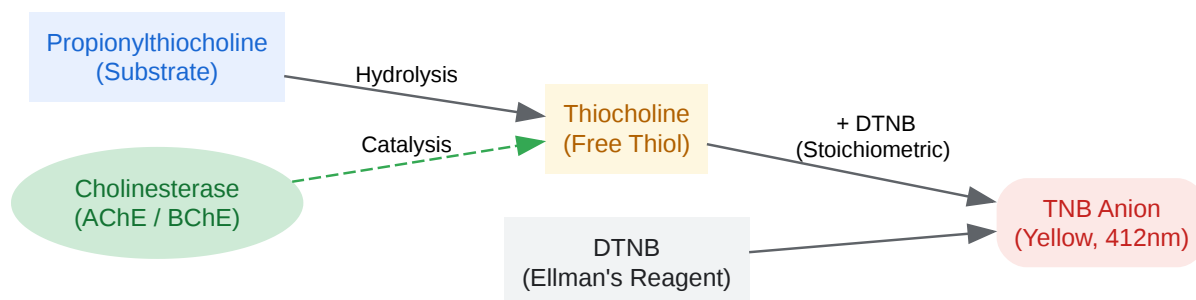 Propionylthiocholine
(Substrate)
Hydrolysis
Thiocholine
(Free Thiol)
+ DTNB
(Stoichiometric)
Catalysis
Cholinesterase
(AChE / BChE)
TNB Anion
(Yellow, 412nm)
DTNB
(Ellman's Reagent)